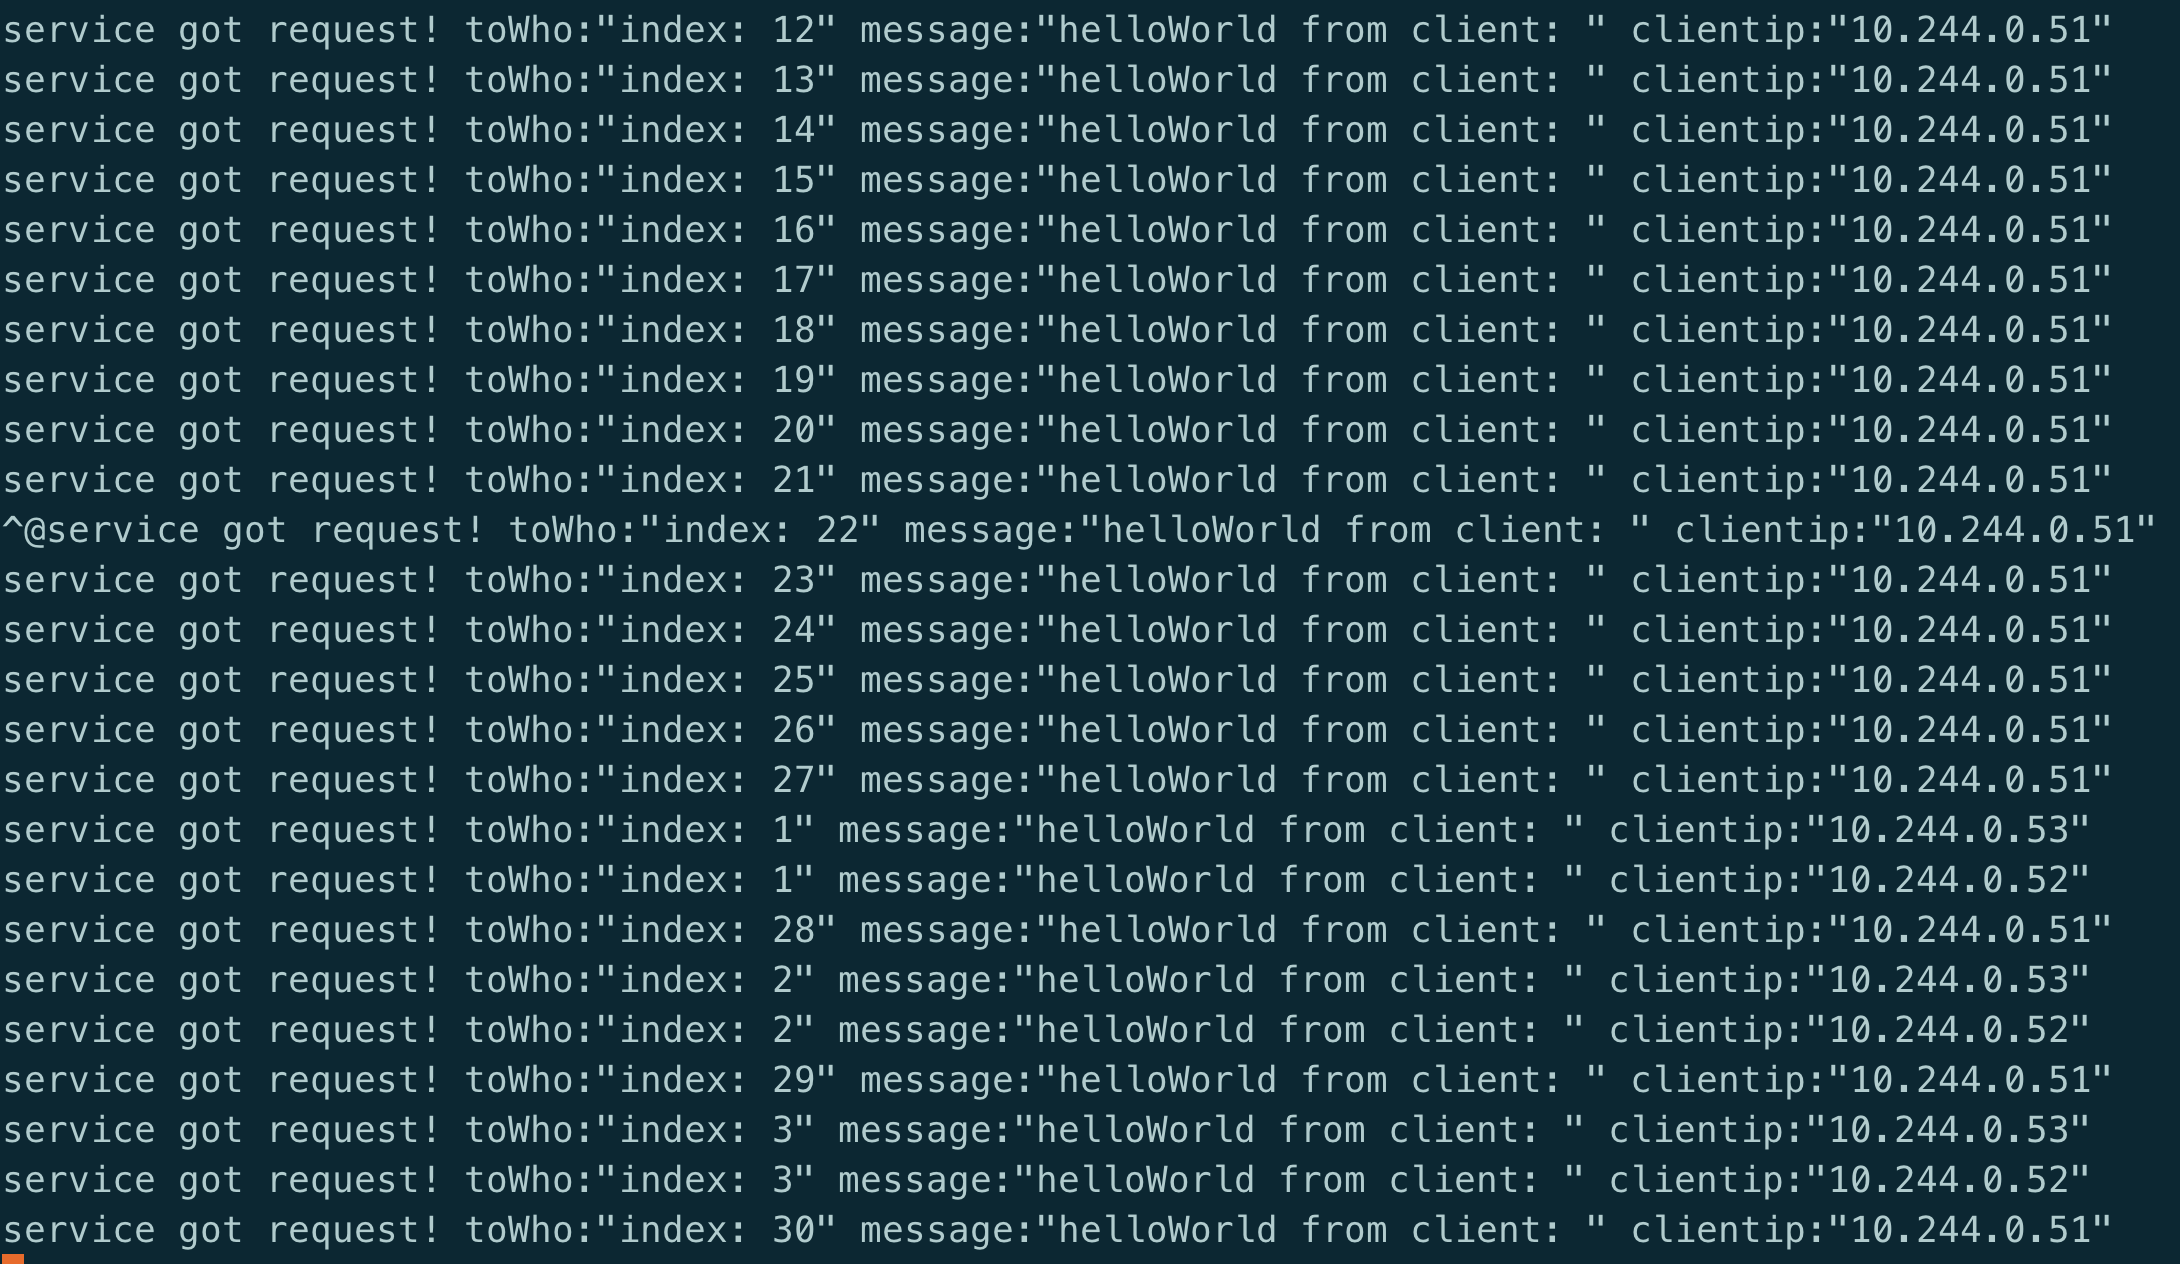 service got request! toWho:"index: 12" message:"helloWorld from client: " clientip:"10.244.0.51"
service got request! toWho:"index: 13" message:"helloWorld from client: " clientip:"10.244.0.51"
service got request! toWho:"index: 14" message:"helloWorld from client: " clientip:"10.244.0.51"
service got request! toWho:"index: 15" message:"helloWorld from client: " clientip:"10.244.0.51"
service got request! toWho:"index: 16" message:"helloWorld from client: " clientip:"10.244.0.51"
service got request! toWho:"index: 17" message:"helloWorld from client: " clientip:"10.244.0.51"
service got request! toWho:"index: 18" message:"helloWorld from client: " clientip:"10.244.0.51"
service got request! toWho:"index: 19" message:"helloWorld from client: " clientip:"10.244.0.51"
service got request! toWho:"index: 20" message:"helloWorld from client: " clientip:"10.244.0.51"
service got request! toWho:"index: 21" message:"helloWorld from client: " clientip:"10.244.0.51"
^@service got request! toWho:"index: 22" message:"helloWorld from client: " clientip:"10.244.0.51"
service got request! toWho:"index: 23" message:"helloWorld from client: " clientip:"10.244.0.51"
service got request! toWho:"index: 24" message:"helloWorld from client: " clientip:"10.244.0.51"
service got request! toWho:"index: 25" message:"helloWorld from client: " clientip:"10.244.0.51"
service got request! toWho:"index: 26" message:"helloWorld from client: " clientip:"10.244.0.51"
service got request! toWho:"index: 27" message:"helloWorld from client: " clientip:"10.244.0.51"
service got request! toWho:"index: 1" message:"helloWorld from client: " clientip:"10.244.0.53"
service got request! toWho:"index: 1" message:"helloWorld from client: " clientip:"10.244.0.52"
service got request! toWho:"index: 28" message:"helloWorld from client: " clientip:"10.244.0.51"
service got request! toWho:"index: 2" message:"helloWorld from client: " clientip:"10.244.0.53"
service got request! toWho:"index: 2" message:"helloWorld from client: " clientip:"10.244.0.52"
service got request! toWho:"index: 29" message:"helloWorld from client: " clientip:"10.244.0.51"
service got request! toWho:"index: 3" message:"helloWorld from client: " clientip:"10.244.0.53"
service got request! toWho:"index: 3" message:"helloWorld from client: " clientip:"10.244.0.52"
service got request! toWho:"index: 30" message:"helloWorld from client: " clientip:"10.244.0.51"